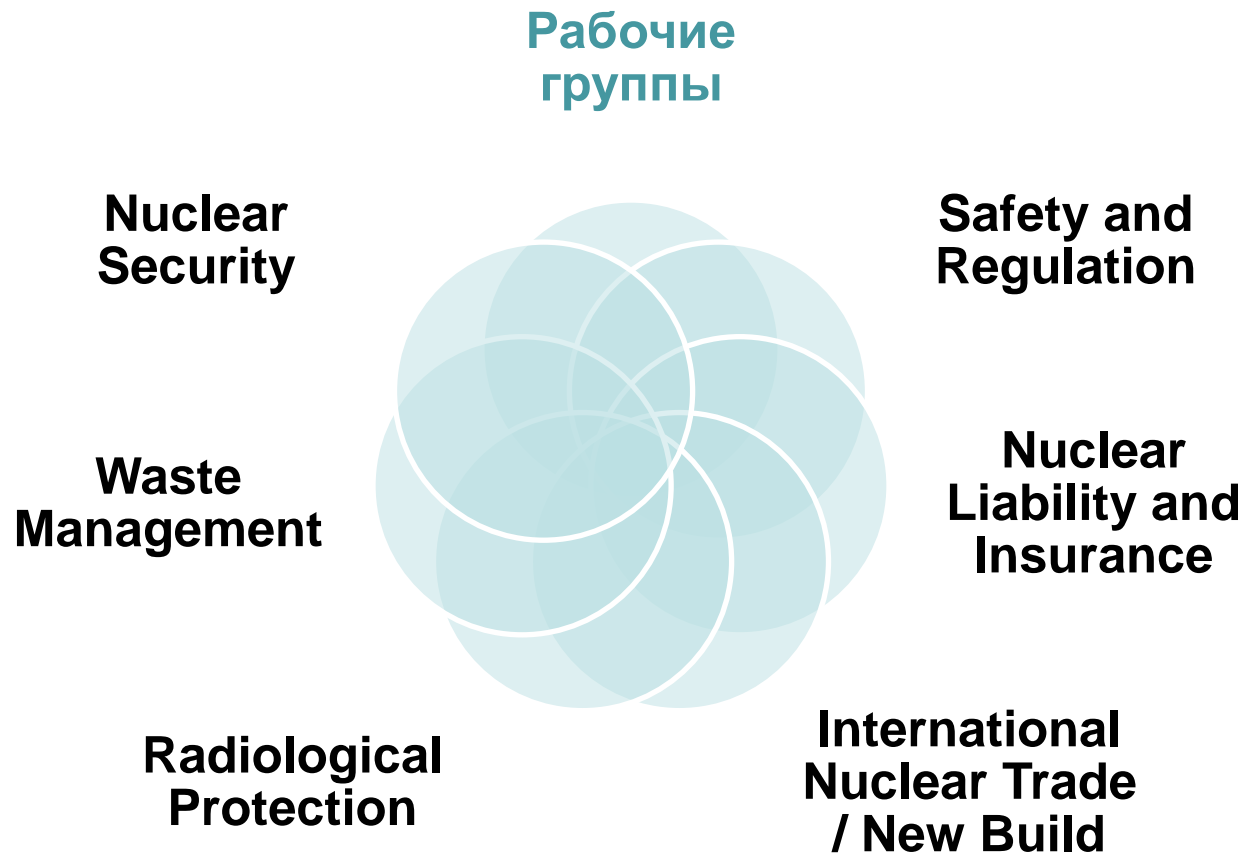 Рабочие
группы
Nuclear
Security
Safety and
Regulation
Waste
Management
Nuclear
Liability and
Insurance
Radiological
Protection
International
Nuclear Trade
/ New Build